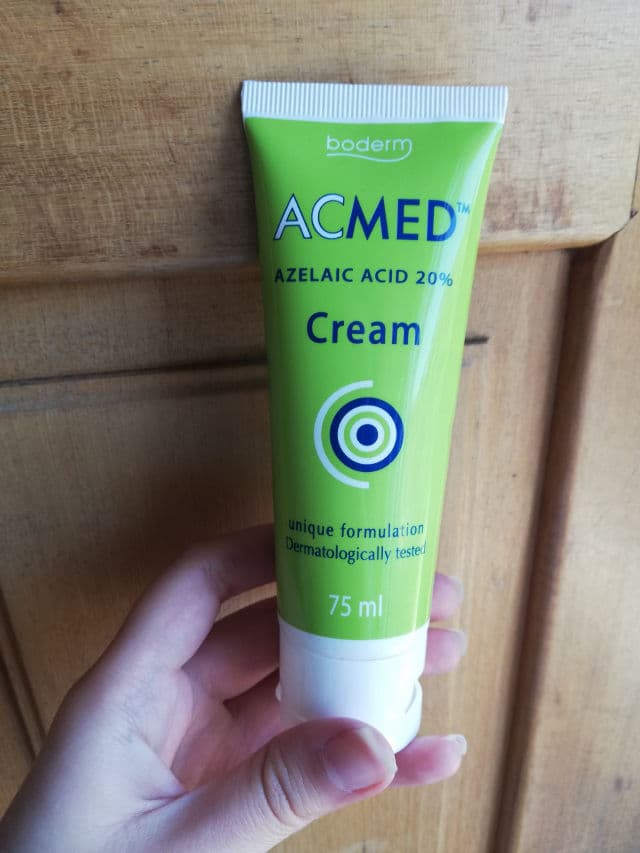 boderm
ACMED™
AZELAIC ACID 20%
Cream
unique formulation
Dermatologically tested
75 ml